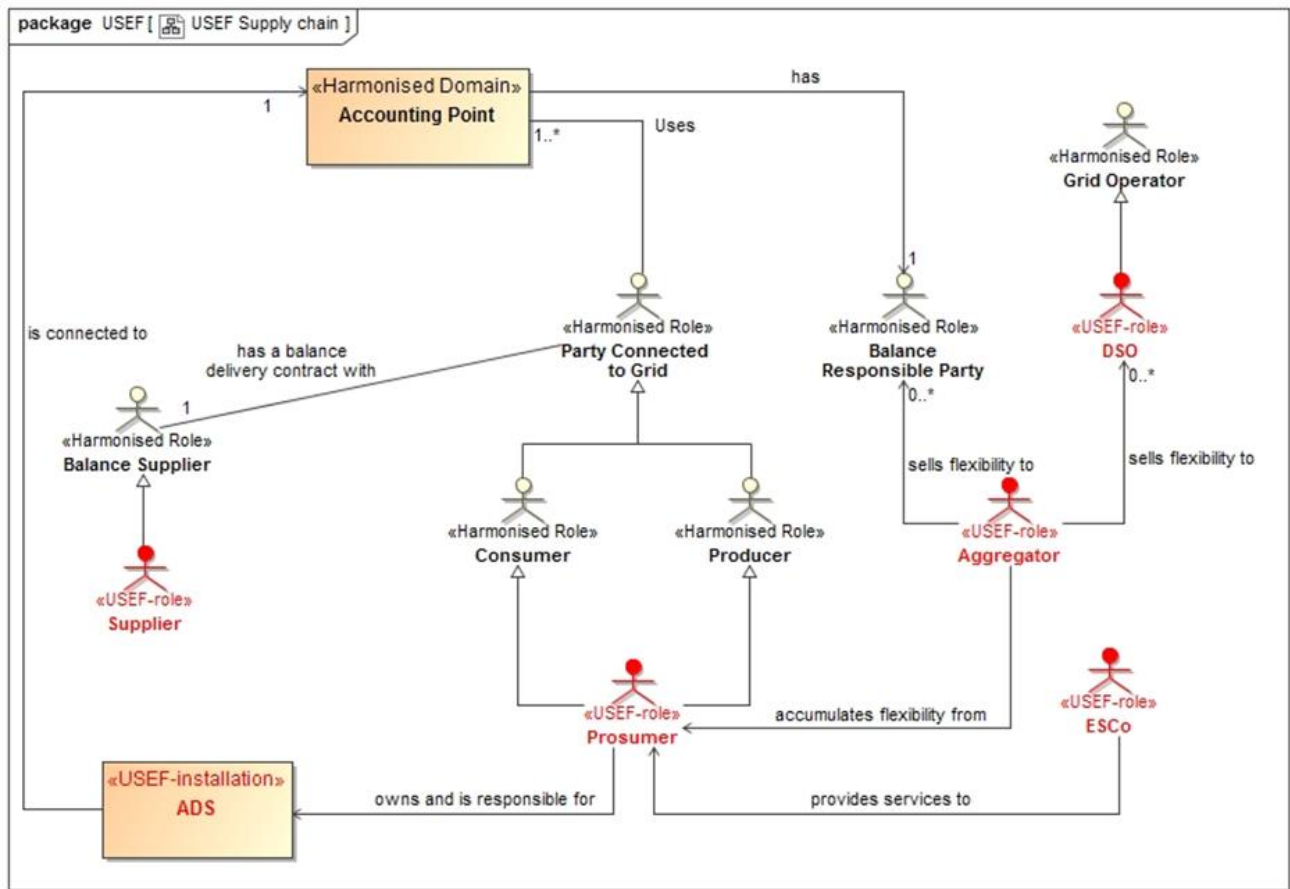 package USEF [ USEF Supply chain ]
«Harmonised Domain»
Accounting Point
1
1..*
has
Uses
«Harmonised Role»
Grid Operator
is connected to
has a balance
delivery contract with
1
«Harmonised Role»
Balance Supplier
«Harmonised Role»
Party Connected
to Grid
1
«Harmonised Role»
Balance
Responsible Party
0..*
«USEF-role»
DSO
0..*
sells flexibility to
sells flexibility to
«Harmonised Role»
Consumer
«Harmonised Role»
Producer
«USEF-role»
Aggregator
«USEF-role»
Supplier
«USEF-role»
Prosumer
accumulates flexibility from
«USEF-role»
ESCo
«USEF-installation»
ADS
owns and is responsible for
provides services to